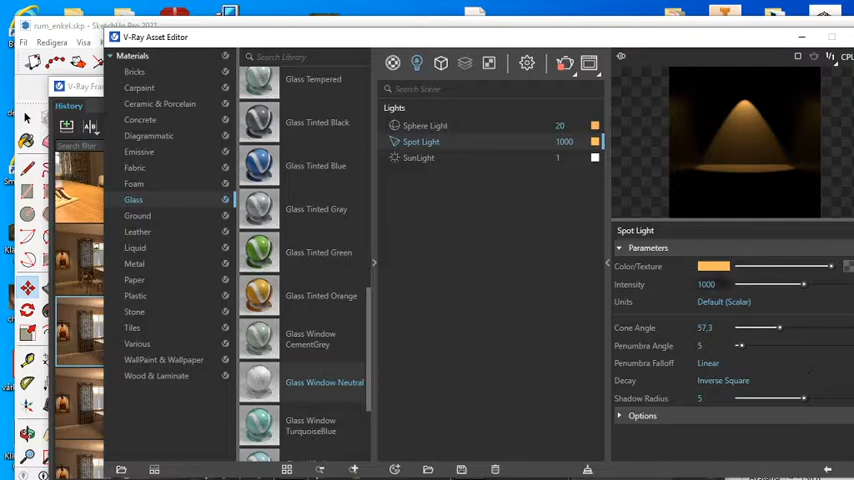 rum_enkel.skp - SketchUp Pro 2021
Fil Redigera
V-Ray Asset Editor
V-Ray Fra
History
Search filter
Materials
Bricks
Carpaint
Ceramic & Porcelain
Concrete
Diagrammatic
Emissive
Fabric
Foam
Glass
Ground
Leather
Liquid
Metal
Paper
Plastic
Stone
Tiles
Various
WallPaint & Wallpaper
Wood & Laminate
Search Library
Glass Tempered
Glass Tinted Black
Glass Tinted Blue
Glass Tinted Gray
Glass Tinted Green
Glass Tinted Orange
Glass Window
CementGrey
Glass Window Neutral
Glass Window
TurquoiseBlue
Search Scene
Lights
Sphere Light 20
Spot Light 1000
SunLight 1
Spot Light
Parameters
Color/Texture
Intensity 1000
Units Default (Scalar)
Cone Angle 57,3
Penumbra Angle 5
Penumbra Falloff Linear
Decay Inverse Square
Shadow Radius 5
Options